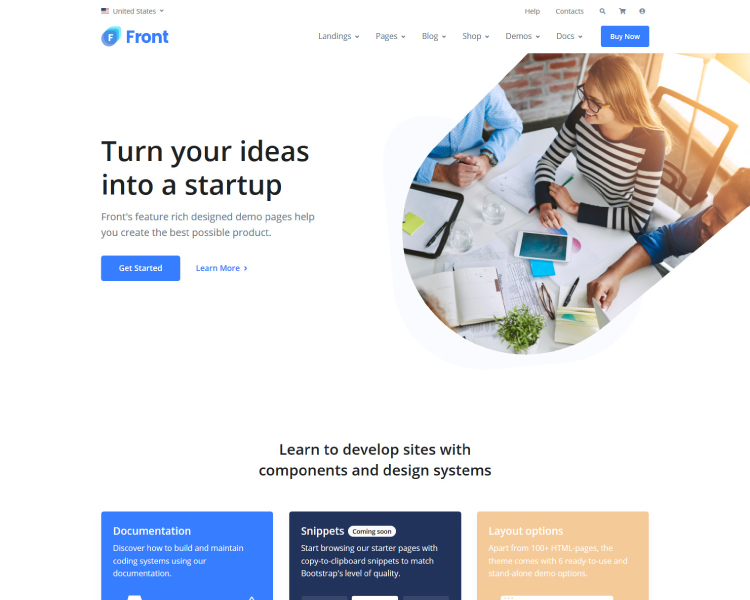 United States
Help Contacts
F Front
Landings Pages Blog Shop Demos Docs Buy Now
Turn your ideas
into a startup
Front's feature rich designed demo pages help
you create the best possible product.
Get Started Learn More
Learn to develop sites with
components and design systems
Documentation
Discover how to build and maintain
coding systems using our
documentation.
Snippets Coming soon
Start browsing our starter pages with
copy-to-clipboard snippets to match
Bootstrap's level of quality.
Layout options
Apart from 100+ HTML-pages, the
theme comes with 6 ready-to-use and
stand-alone demo options.